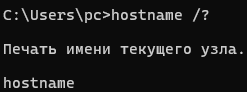 C:\Users\pc>hostname /?
Печать имени текущего узла.
hostname